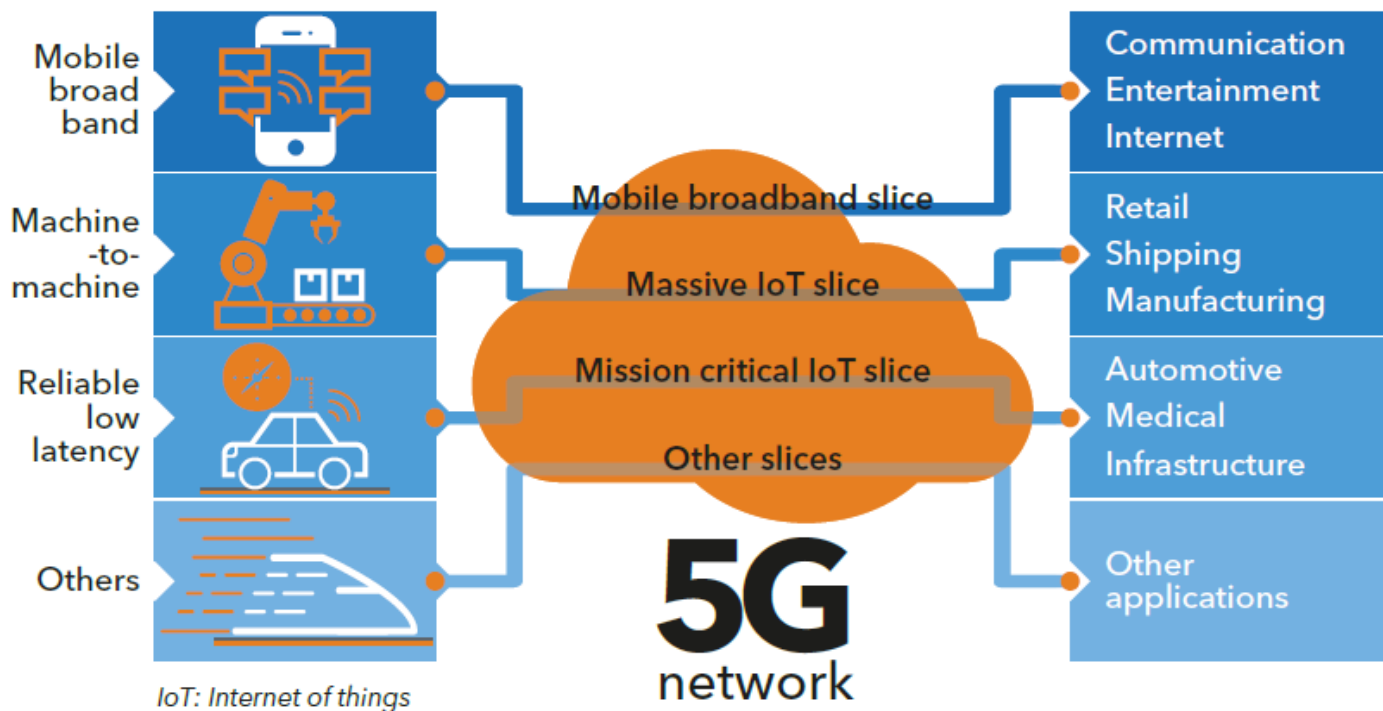 Mobile
broad
band
Machine
-to-
machine
Reliable
low
latency
Others
Mobile broadband slice
Massive IoT slice
Mission critical IoT slice
Other slices
5G
network
Communication
Entertainment
Internet
Retail
Shipping
Manufacturing
Automotive
Medical
Infrastructure
Other
applications
IoT: Internet of things